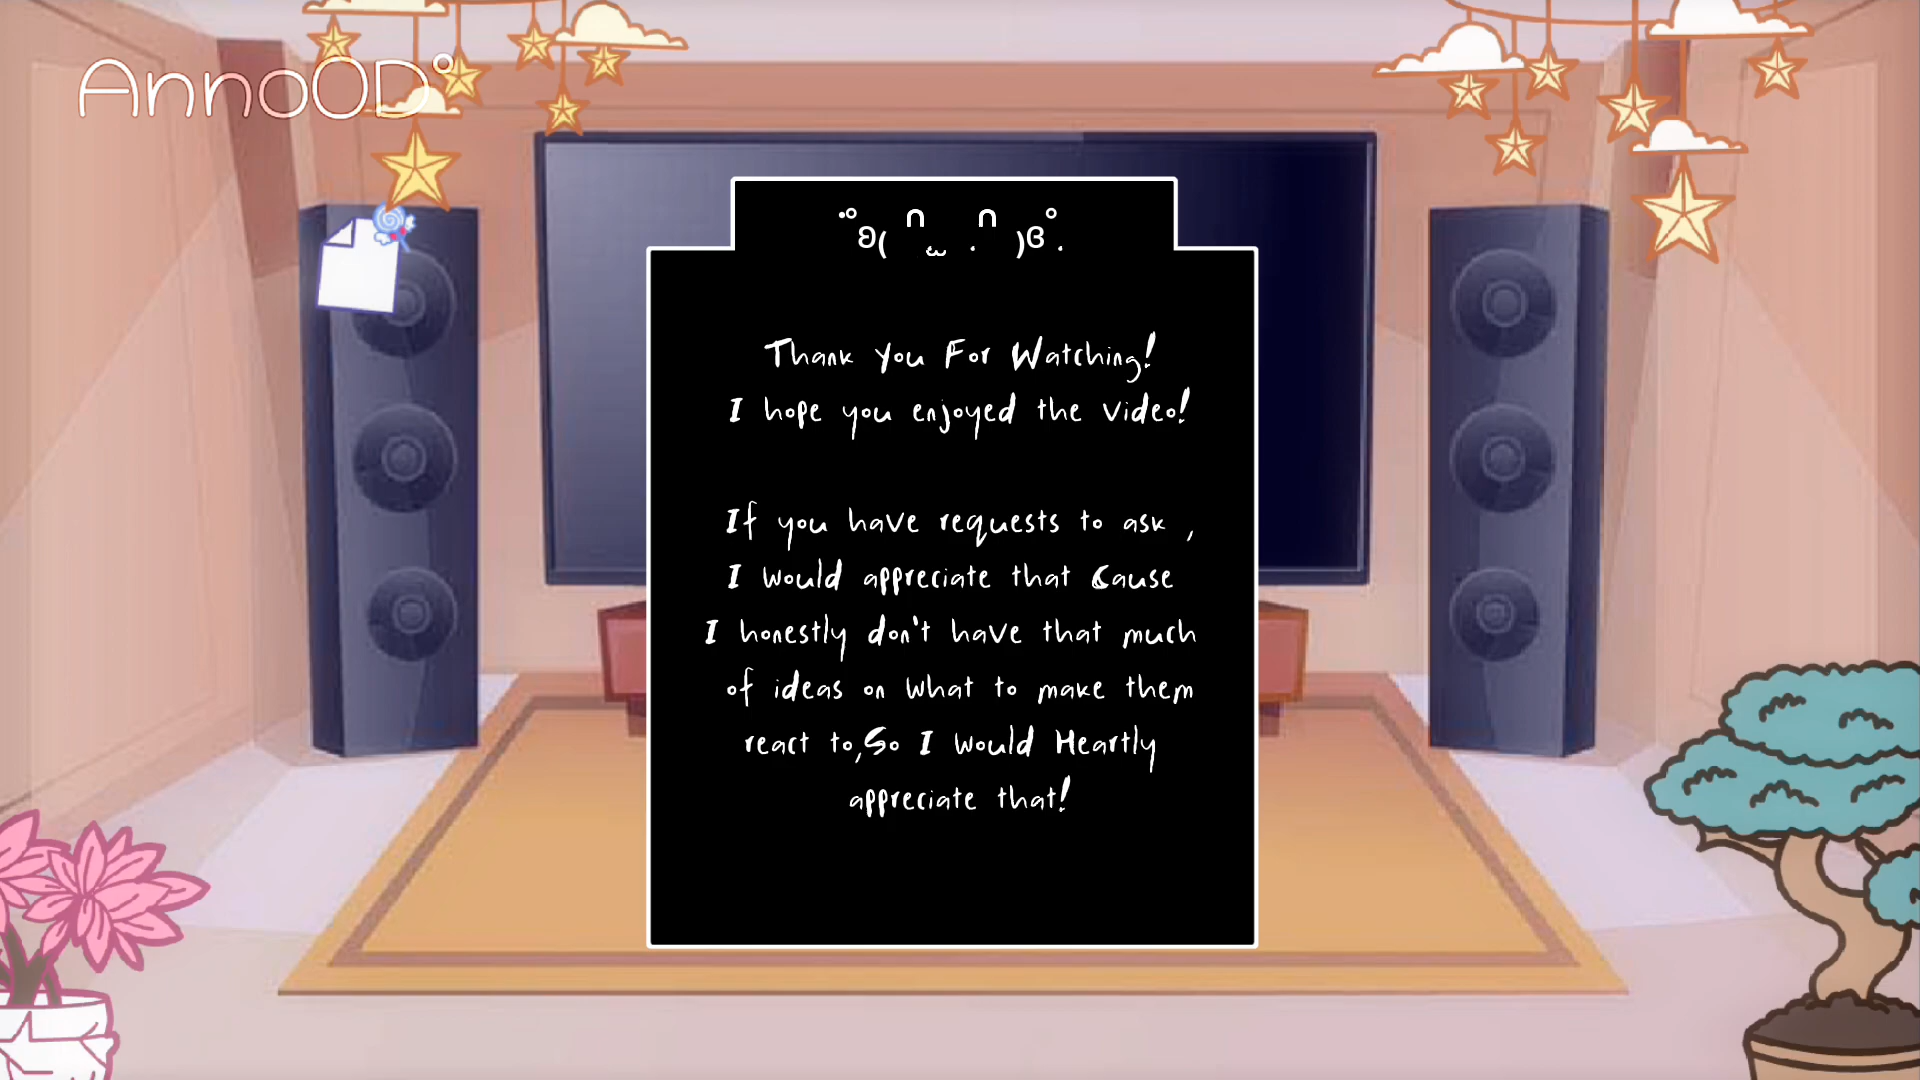 AnnoOD°
•°ʚ( ∩ ω . ∩ )ɞ° .
Thank You For Watching!
I hope you enjoyed the video!
If you have requests to ask ,
I would appreciate that Cause
I honestly don't have that much
of ideas on what to make them
react to,So I would Heartly
appreciate that!